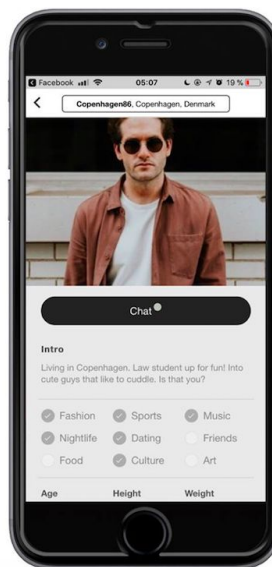 Facebook 05:07 19 %
Copenhagen86, Copenhagen, Denmark
Chat
Intro
Living in Copenhagen. Law student up for fun! Into
cute guys that like to cuddle. Is that you?
Fashion Sports Music
Nightlife Dating Friends
Food Culture Art
Age Height Weight